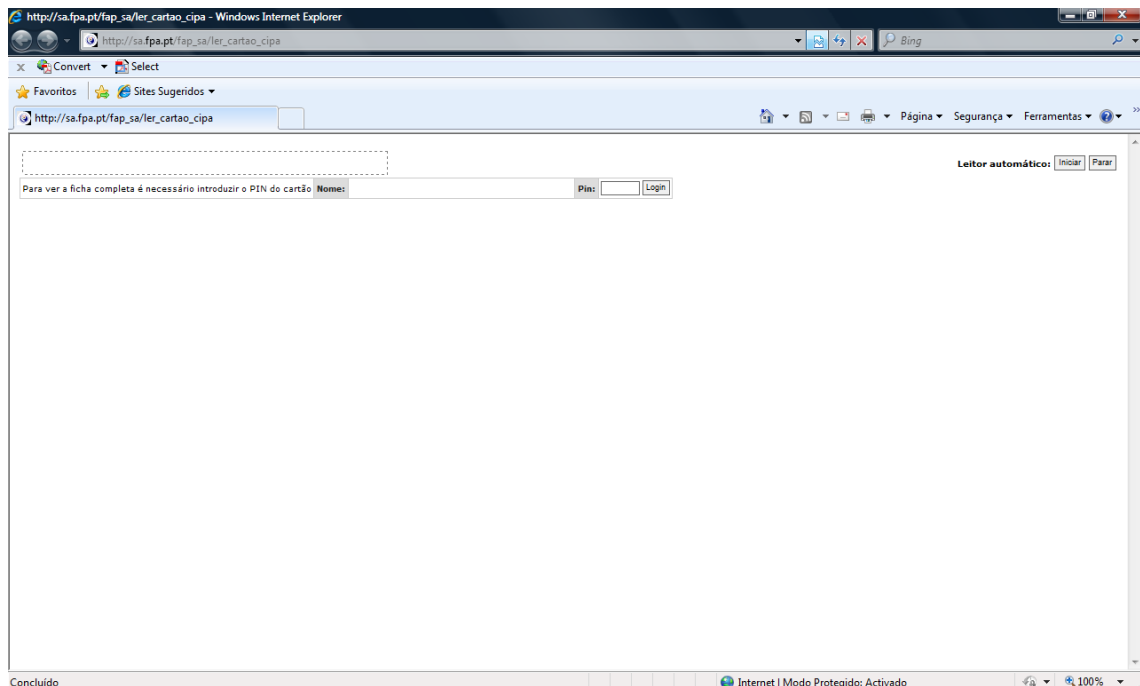 http://sa.fpa.pt/fap_sa/ler_cartao_cipa - Windows Internet Explorer
http://sa.fpa.pt/fap_sa/ler_cartao_cipa
Bing
x Convert Select
Favoritos Sites Sugeridos
http://sa.fpa.pt/fap_sa/ler_cartao_cipa
Página Segurança Ferramentas »
Leitor automático: Iniciar Parar
Para ver a ficha completa é necessário introduzir o PIN do cartão Nome: Pin: Login
Concluído Internet | Modo Protegido: Activado 100%